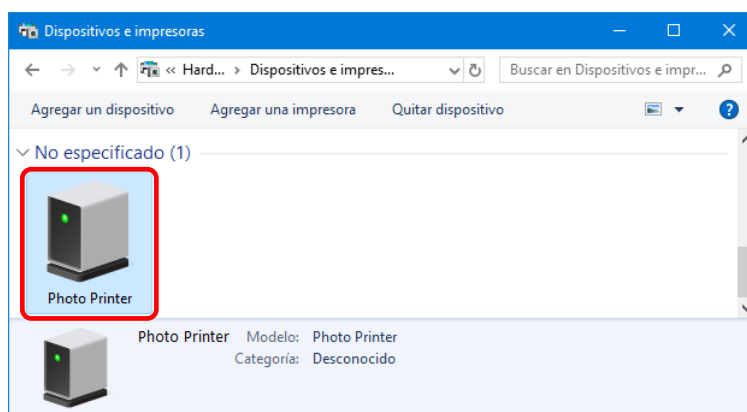 Dispositivos e impresoras
« Hard... › Dispositivos e impres... Buscar en Dispositivos e impr...
Agregar un dispositivo Agregar una impresora Quitar dispositivo ?
No especificado (1)
Photo Printer
Photo Printer Modelo: Photo Printer
Categoría: Desconocido